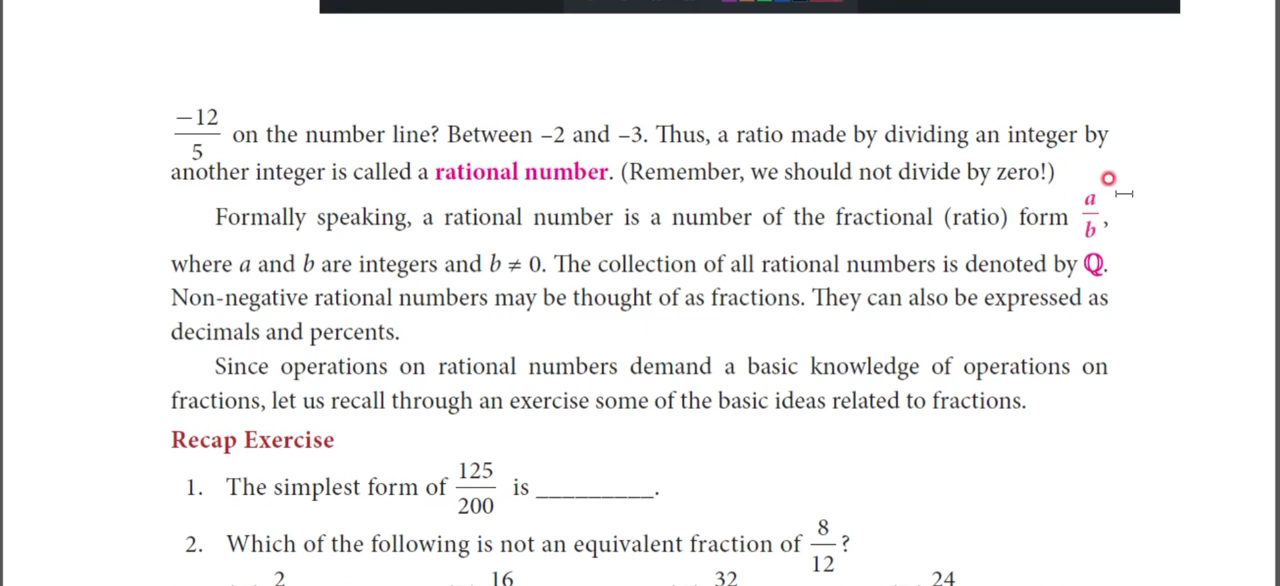 −12/5 on the number line? Between –2 and –3. Thus, a ratio made by dividing an integer by
another integer is called a rational number. (Remember, we should not divide by zero!)
Formally speaking, a rational number is a number of the fractional (ratio) form a/b,
where a and b are integers and b ≠ 0. The collection of all rational numbers is denoted by ℚ.
Non-negative rational numbers may be thought of as fractions. They can also be expressed as
decimals and percents.
Since operations on rational numbers demand a basic knowledge of operations on
fractions, let us recall through an exercise some of the basic ideas related to fractions.
Recap Exercise
1. The simplest form of 125/200 is _________.
2. Which of the following is not an equivalent fraction of 8/12?
2 16 32 24